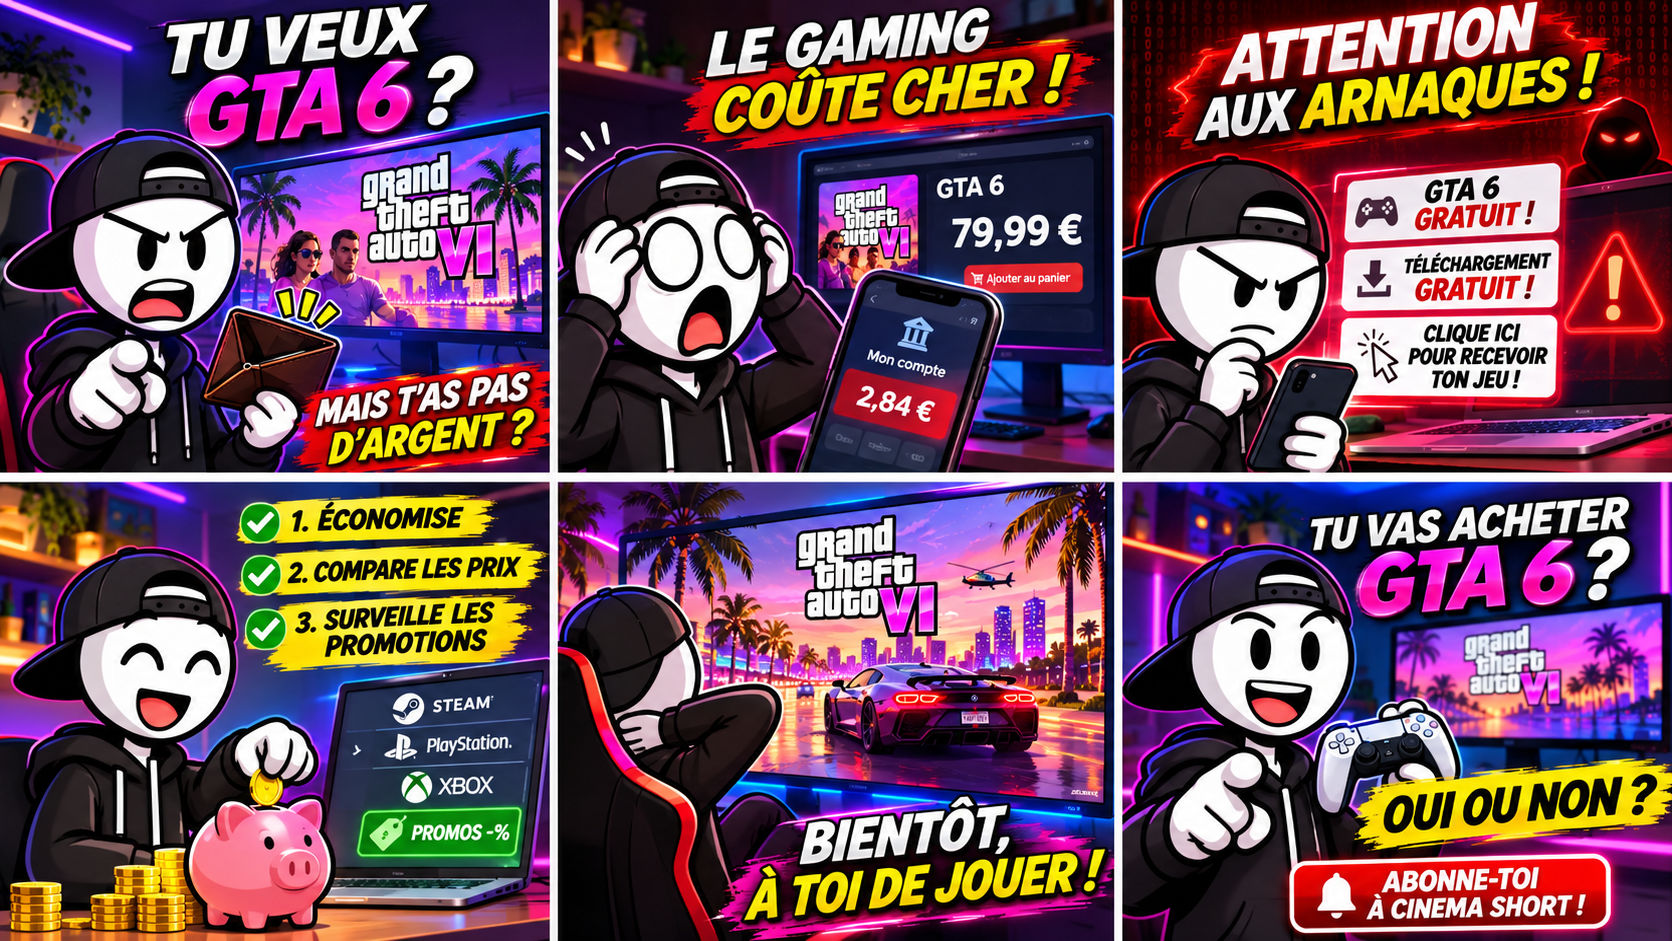 TU VEUX
GTA 6 ?
grand
theft
auto VI
MAIS T'AS PAS
D'ARGENT ?
LE GAMING
COÛTE CHER !
grand
theft
auto VI
GTA 6
79,99 €
Ajouter au panier
Mon compte
2,84 €
ATTENTION
AUX ARNAQUES !
GTA 6
GRATUIT !
TÉLÉCHARGEMENT
GRATUIT !
CLIQUE ICI
POUR RECEVOIR
TON JEU !
1. ÉCONOMISE
2. COMPARE LES PRIX
3. SURVEILLE LES
PROMOTIONS
STEAM
PlayStation.
XBOX
PROMOS -%
grand
theft
auto VI
BIENTÔT,
À TOI DE JOUER !
TU VAS ACHETER
GTA 6 ?
grand
theft
auto VI
OUI OU NON ?
ABONNE-TOI
À CINEMA SHORT !